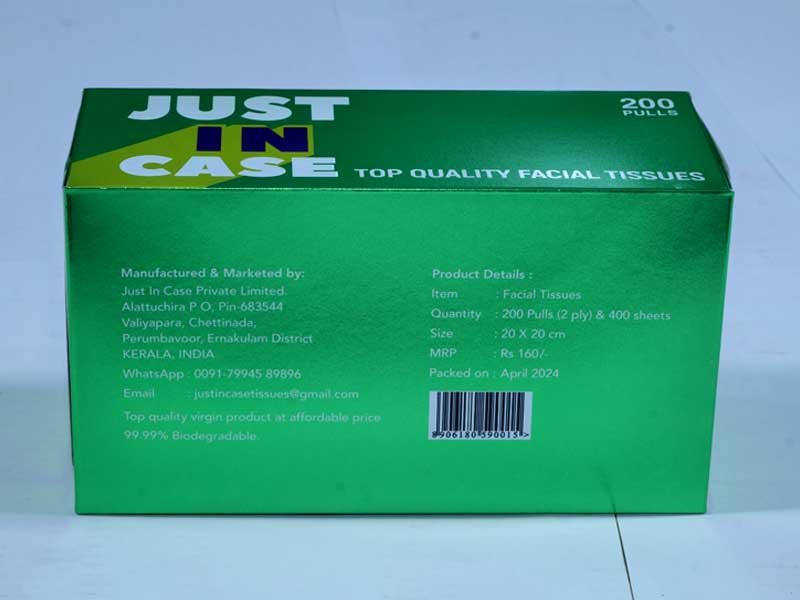 JUST
IN
CASE
TOP QUALITY FACIAL TISSUES
200
PULLS
Manufactured & Marketed by:
Just In Case Private Limited.
Alattuchira P O, Pin-683544
Valiyapara, Chettinada,
Perumbavoor, Ernakulam District
KERALA, INDIA
WhatsApp : 0091-79945 89896
Email : justincasetissues@gmail.com
Top quality virgin product at affordable price
99.99% Biodegradable.
Product Details :
Item : Facial Tissues
Quantity : 200 Pulls (2 ply) & 400 sheets
Size : 20 X 20 cm
MRP : Rs 160/-
Packed on : April 2024
8906180590015>